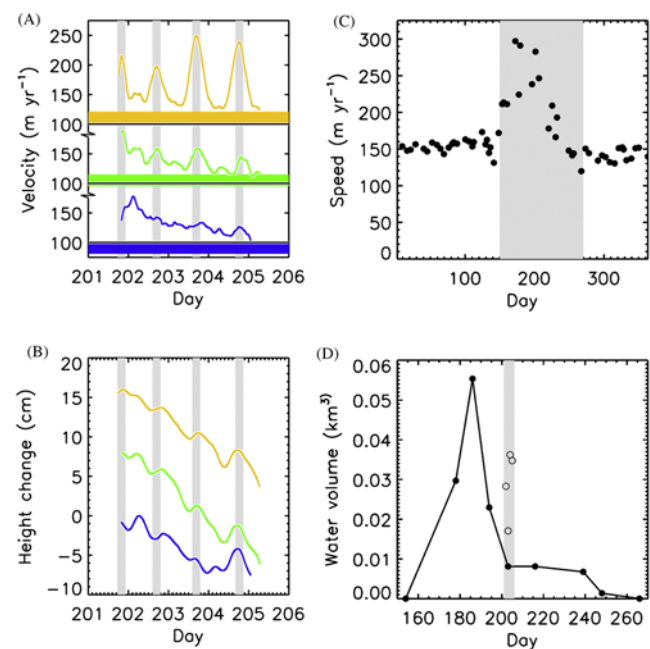 (A)
250
200
150
100
150
100
150
100
Velocity (m yr⁻¹)
201 202 203 204 205 206
Day
(C)
300
250
200
150
100
50
0
Speed (m yr⁻¹)
100 200 300
Day
(B)
20
15
10
5
0
−5
−10
Height change (cm)
201 202 203 204 205 206
Day
(D)
0.06
0.05
0.04
0.03
0.02
0.01
0.00
Water volume (km³)
160 180 200 220 240 260
Day